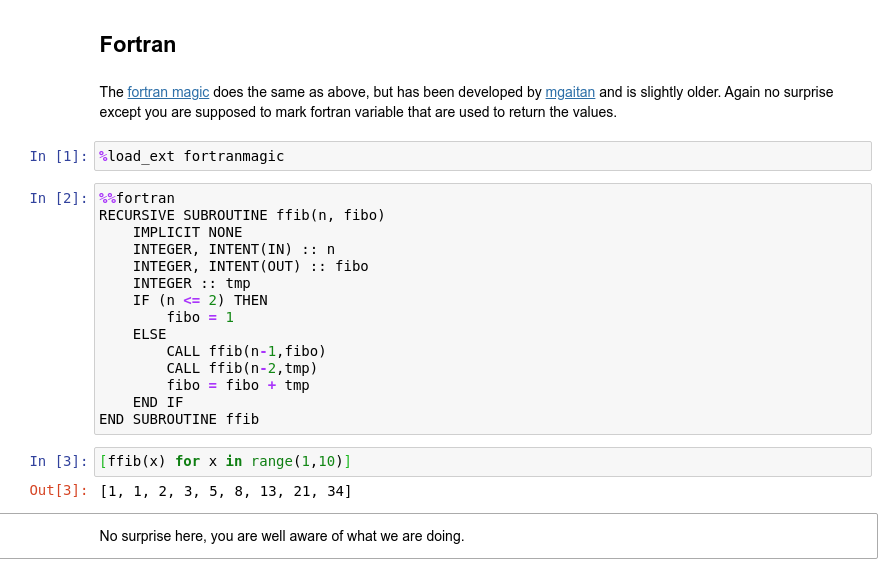 Fortran
The fortran magic does the same as above, but has been developed by mgaitan and is slightly older. Again no surprise
except you are supposed to mark fortran variable that are used to return the values.
In [1]: %load_ext fortranmagic
In [2]: %%fortran
RECURSIVE SUBROUTINE ffib(n, fibo)
    IMPLICIT NONE
    INTEGER, INTENT(IN) :: n
    INTEGER, INTENT(OUT) :: fibo
    INTEGER :: tmp
    IF (n <= 2) THEN
        fibo = 1
    ELSE
        CALL ffib(n-1,fibo)
        CALL ffib(n-2,tmp)
        fibo = fibo + tmp
    END IF
END SUBROUTINE ffib
In [3]: [ffib(x) for x in range(1,10)]
Out[3]: [1, 1, 2, 3, 5, 8, 13, 21, 34]
No surprise here, you are well aware of what we are doing.